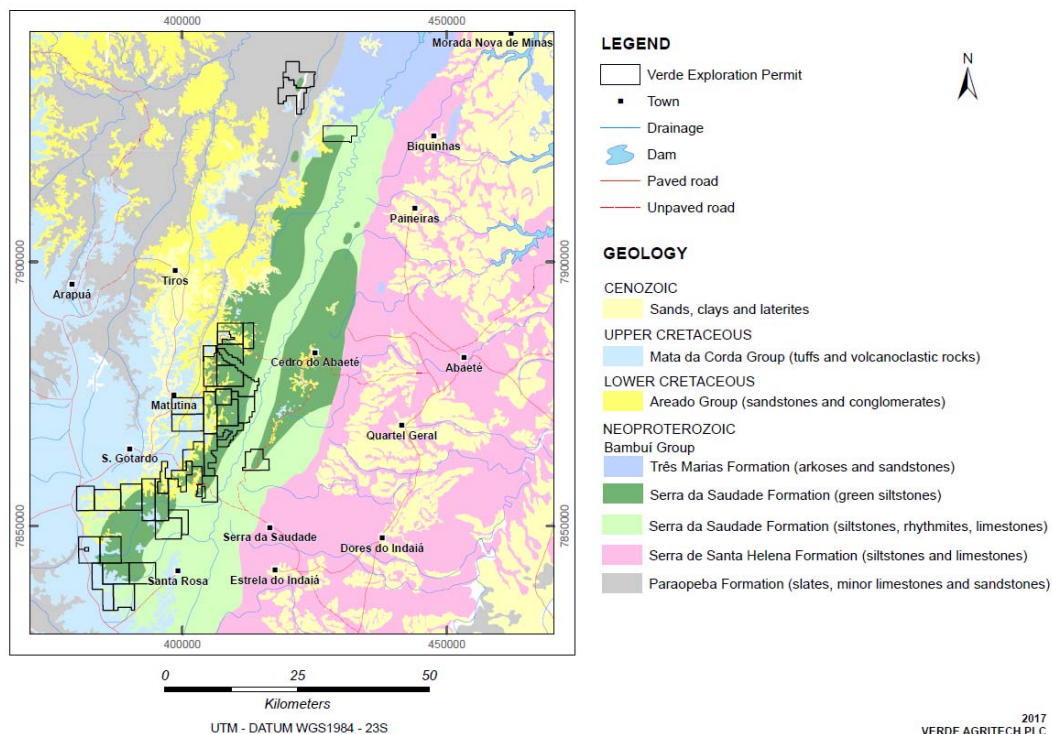 400000 450000
Morada Nova de Minas
Biquinhas
Paineiras
7900000 7900000
Tiros
Arapuá
Cedro do Abaeté
Abaeté
Matutina
Quartel Geral
S. Gotardo
7850000 7850000
Serra da Saudade
Dores do Indaiá
Santa Rosa
Estrela do Indaiá
400000 450000
0 25 50
Kilometers
UTM - DATUM WGS1984 - 23S
LEGEND
N
Verde Exploration Permit
Town
Drainage
Dam
Paved road
Unpaved road
GEOLOGY
CENOZOIC
Sands, clays and laterites
UPPER CRETACEOUS
Mata da Corda Group (tuffs and volcanoclastic rocks)
LOWER CRETACEOUS
Areado Group (sandstones and conglomerates)
NEOPROTEROZOIC
Bambuí Group
Três Marias Formation (arkoses and sandstones)
Serra da Saudade Formation (green siltstones)
Serra da Saudade Formation (siltstones, rhythmites, limestones)
Serra de Santa Helena Formation (siltstones and limestones)
Paraopeba Formation (slates, minor limestones and sandstones)
2017
VERDE AGRITECH PLC